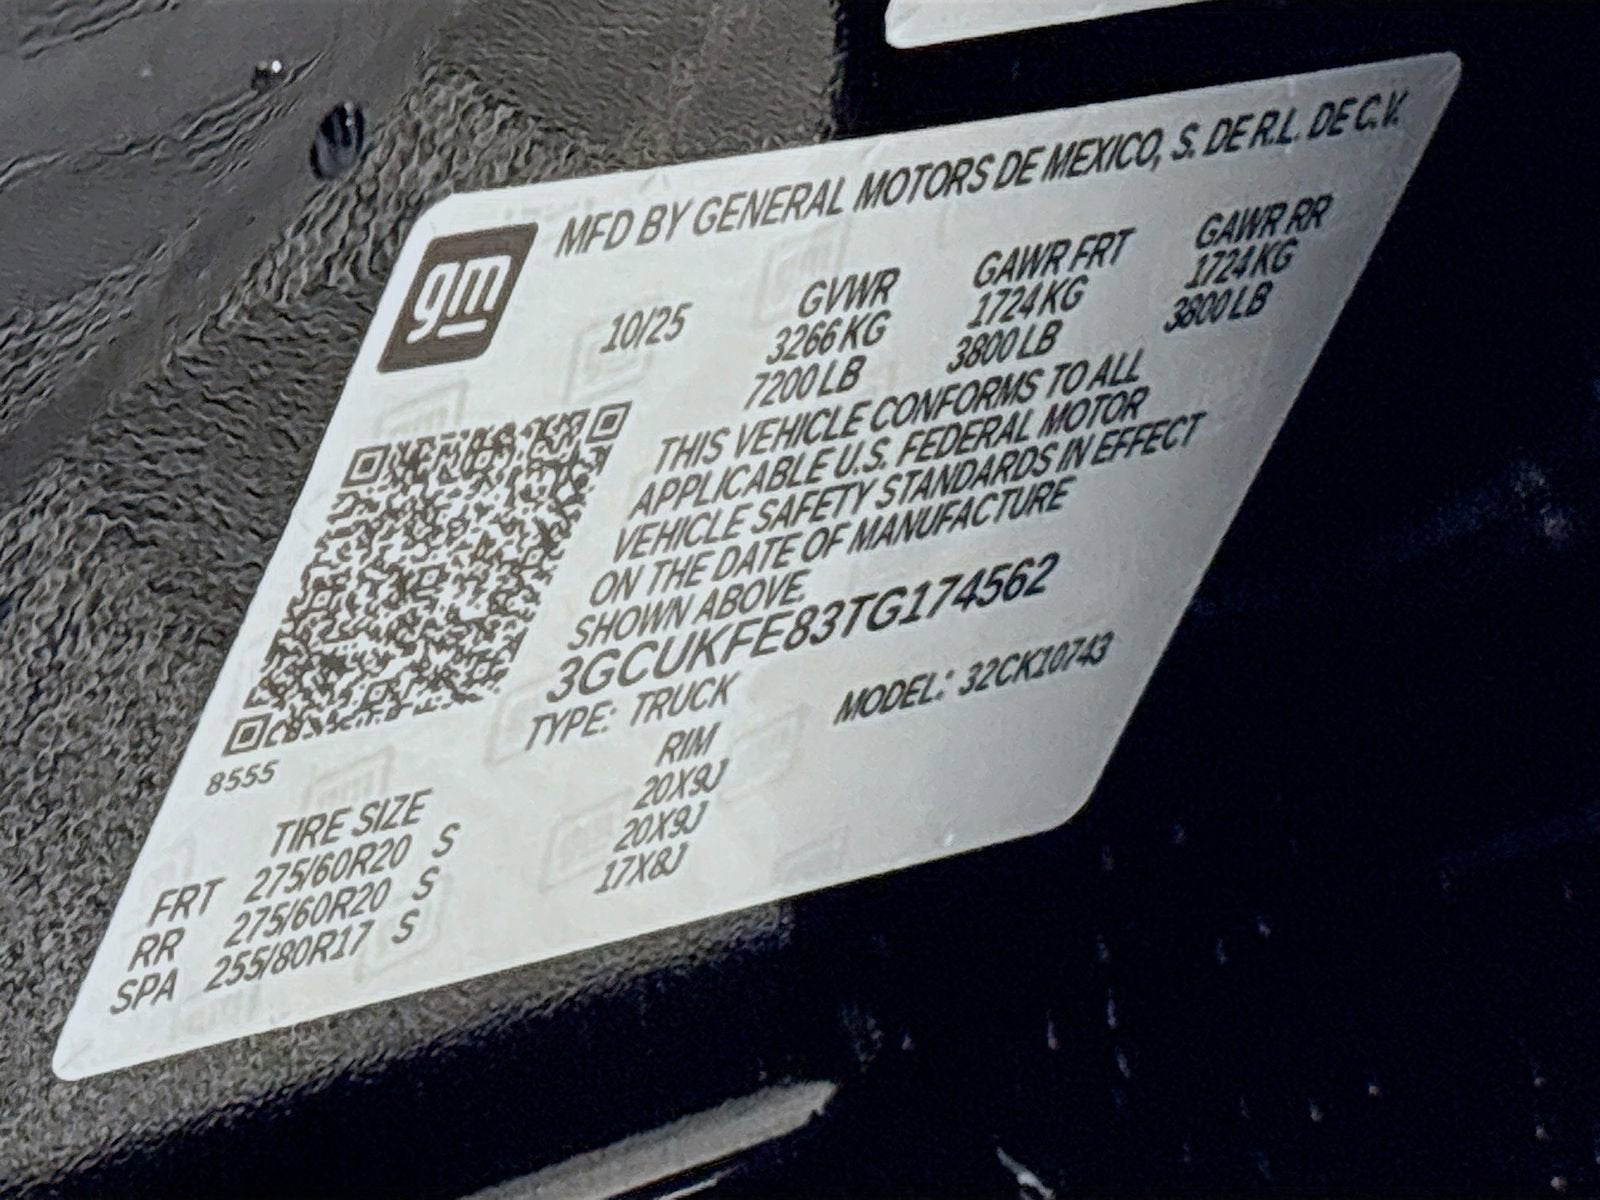 gm
MFD BY GENERAL MOTORS DE MEXICO, S. DE R.L. DE C.V.
10/25 GVWR GAWR FRT GAWR RR
3266 KG 1724 KG 1724 KG
7200 LB 3800 LB 3800 LB
THIS VEHICLE CONFORMS TO ALL
APPLICABLE U.S. FEDERAL MOTOR
VEHICLE SAFETY STANDARDS IN EFFECT
ON THE DATE OF MANUFACTURE
SHOWN ABOVE.
3GCUKFE83TG174562
TYPE: TRUCK MODEL: 32CK10743
8555
TIRE SIZE RIM
FRT 275/60R20 S 20X9J
RR 275/60R20 S 20X9J
SPA 255/80R17 S 17X8J